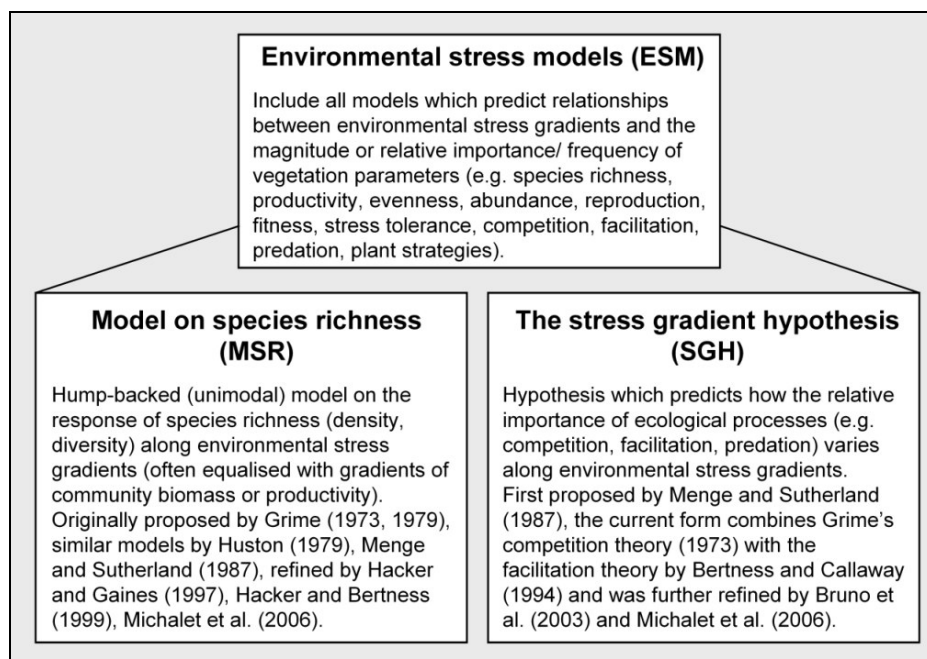 Environmental stress models (ESM)
Include all models which predict relationships
between environmental stress gradients and the
magnitude or relative importance/ frequency of
vegetation parameters (e.g. species richness,
productivity, evenness, abundance, reproduction,
fitness, stress tolerance, competition, facilitation,
predation, plant strategies).
Model on species richness
(MSR)
Hump-backed (unimodal) model on the
response of species richness (density,
diversity) along environmental stress
gradients (often equalised with gradients of
community biomass or productivity).
Originally proposed by Grime (1973, 1979),
similar models by Huston (1979), Menge
and Sutherland (1987), refined by Hacker
and Gaines (1997), Hacker and Bertness
(1999), Michalet et al. (2006).
The stress gradient hypothesis
(SGH)
Hypothesis which predicts how the relative
importance of ecological processes (e.g.
competition, facilitation, predation) varies
along environmental stress gradients.
First proposed by Menge and Sutherland
(1987), the current form combines Grime's
competition theory (1973) with the
facilitation theory by Bertness and Callaway
(1994) and was further refined by Bruno et
al. (2003) and Michalet et al. (2006).